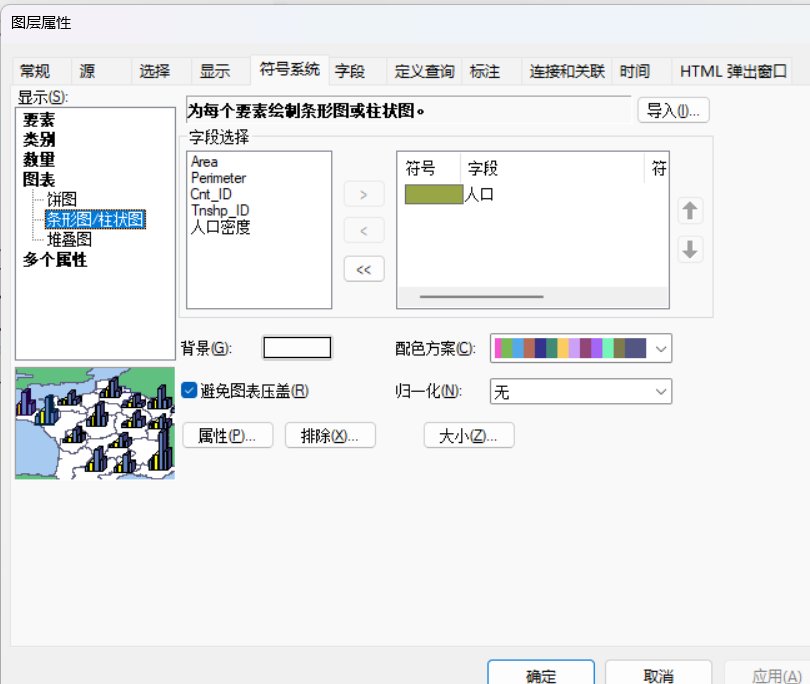 图层属性
常规 源 选择 显示 符号系统 字段 定义查询 标注 连接和关联 时间 HTML 弹出窗口
显示(S):
要素
类别
数量
图表
饼图
条形图/柱状图
堆叠图
多个属性
为每个要素绘制条形图或柱状图。
导入(I)...
字段选择
Area
Perimeter
Cnt_ID
Tnshp_ID
人口密度
>
<
<<
符号 字段 符
人口
背景(G):
配色方案(C):
避免图表压盖(R)
归一化(N): 无
属性(P)... 排除(X)... 大小(Z)...
确定 取消 应用(A)